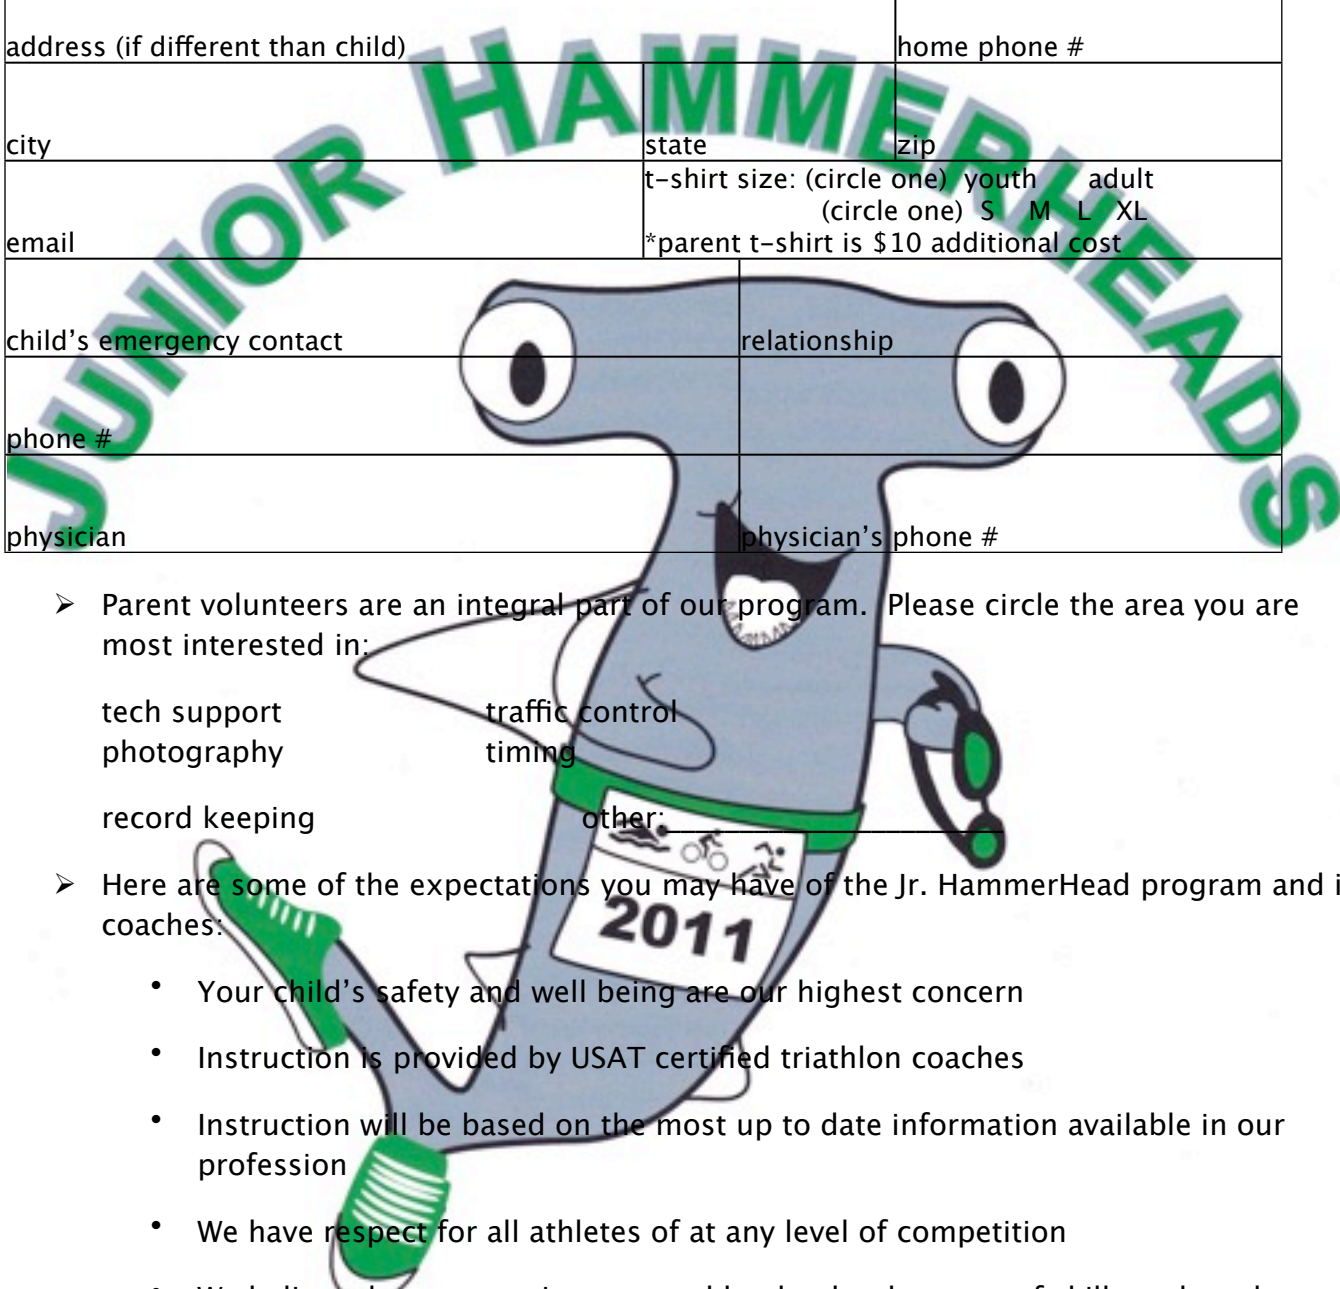 JUNIOR HAMMERHEADS
address (if different than child) home phone #
city state zip
t-shirt size: (circle one) youth adult
(circle one) S M L XL
email *parent t-shirt is $10 additional cost
child's emergency contact relationship
phone #
physician physician's phone #
➢ Parent volunteers are an integral part of our program. Please circle the area you are
most interested in:
tech support traffic control
photography timing
record keeping other:_______________________
➢ Here are some of the expectations you may have of the Jr. HammerHead program and i
coaches:
2011
• Your child's safety and well being are our highest concern
• Instruction is provided by USAT certified triathlon coaches
• Instruction will be based on the most up to date information available in our
profession
• We have respect for all athletes of at any level of competition